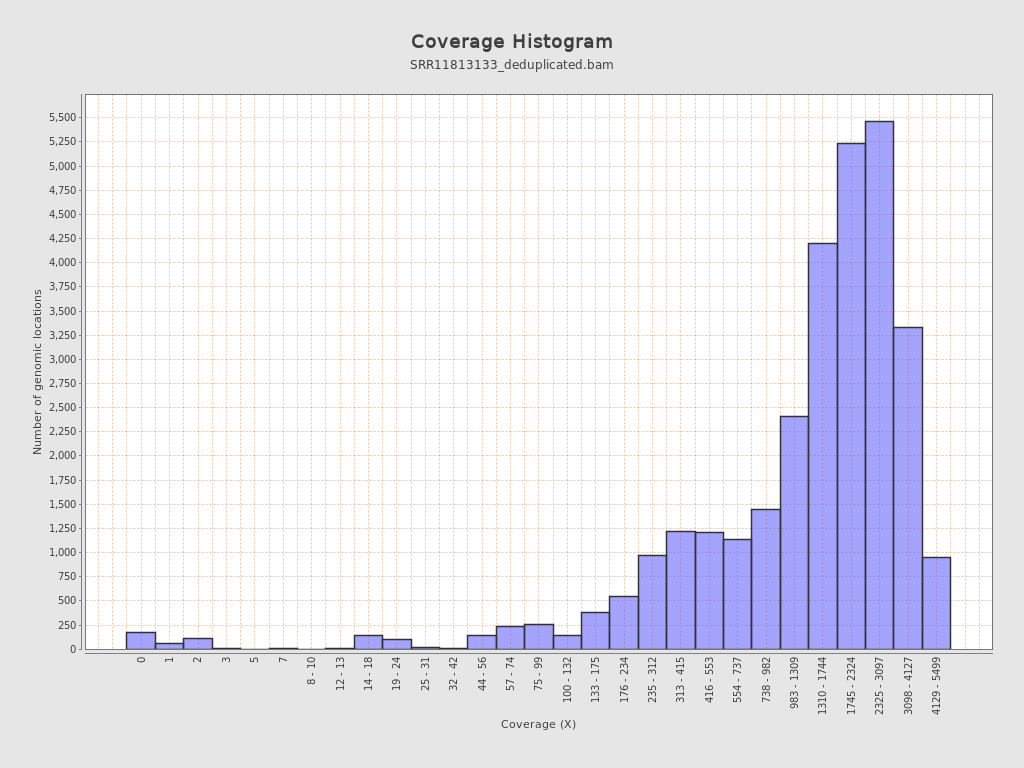 Coverage Histogram
SRR11813133_deduplicated.bam
Number of genomic locations
5,500
5,250
5,000
4,750
4,500
4,250
4,000
3,750
3,500
3,250
3,000
2,750
2,500
2,250
2,000
1,750
1,500
1,250
1,000
750
500
250
0
0
1
2
3
5
7
8 - 10
12 - 13
14 - 18
19 - 24
25 - 31
32 - 42
44 - 56
57 - 74
75 - 99
100 - 132
133 - 175
176 - 234
235 - 312
313 - 415
416 - 553
554 - 737
738 - 982
983 - 1309
1310 - 1744
1745 - 2324
2325 - 3097
3098 - 4127
4129 - 5499
Coverage (X)